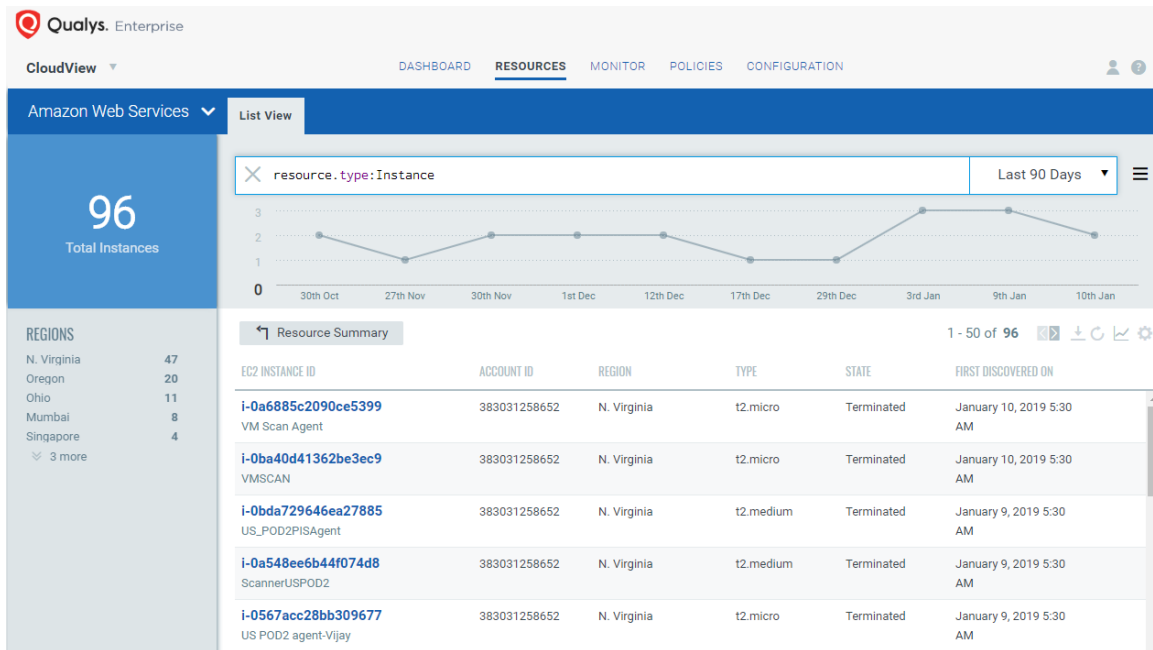 Qualys. Enterprise
CloudView
DASHBOARD RESOURCES MONITOR POLICIES CONFIGURATION
Amazon Web Services
List View
96
Total Instances
resource.type:Instance
Last 90 Days
3
2
1
0
30th Oct 27th Nov 30th Nov 1st Dec 12th Dec 17th Dec 29th Dec 3rd Jan 9th Jan 10th Jan
REGIONS
N. Virginia 47
Oregon 20
Ohio 11
Mumbai 8
Singapore 4
3 more
Resource Summary
1 - 50 of 96
EC2 INSTANCE ID ACCOUNT ID REGION TYPE STATE FIRST DISCOVERED ON
i-0a6885c2090ce5399 383031258652 N. Virginia t2.micro Terminated January 10, 2019 5:30
VM Scan Agent AM
i-0ba40d41362be3ec9 383031258652 N. Virginia t2.micro Terminated January 10, 2019 5:30
VMSCAN AM
i-0bda729646ea27885 383031258652 N. Virginia t2.medium Terminated January 9, 2019 5:30
US_POD2PISAgent AM
i-0a548ee6b44f074d8 383031258652 N. Virginia t2.medium Terminated January 9, 2019 5:30
ScannerUSPOD2 AM
i-0567acc28bb309677 383031258652 N. Virginia t2.micro Terminated January 9, 2019 5:30
US POD2 agent-Vijay AM